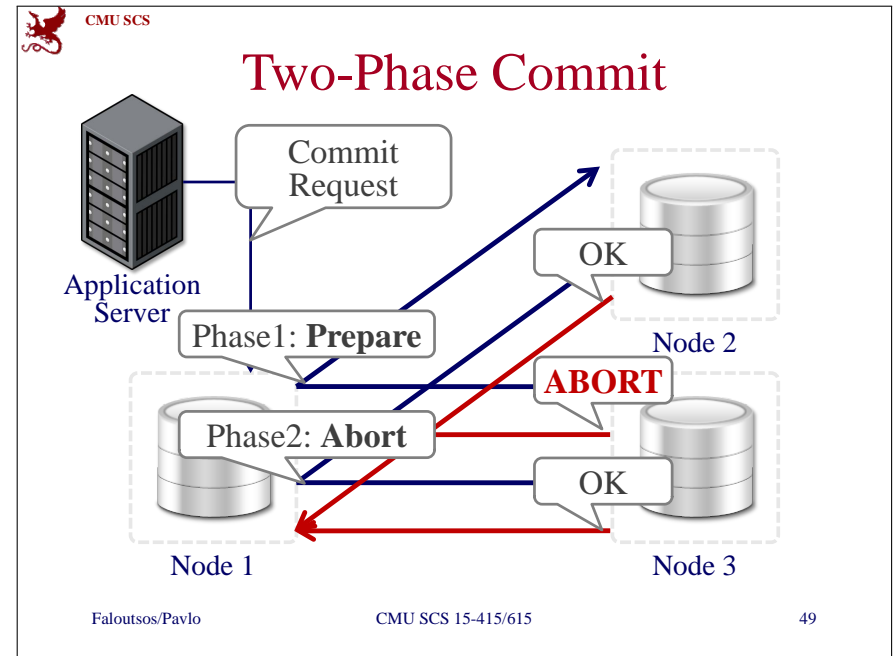 CMU SCS
Two-Phase Commit
Commit
Request
OK
Application
Server
Phase1: Prepare
Node 2
ABORT
Phase2: Abort
OK
Node 1
Node 3
Faloutsos/Pavlo
CMU SCS 15-415/615
49